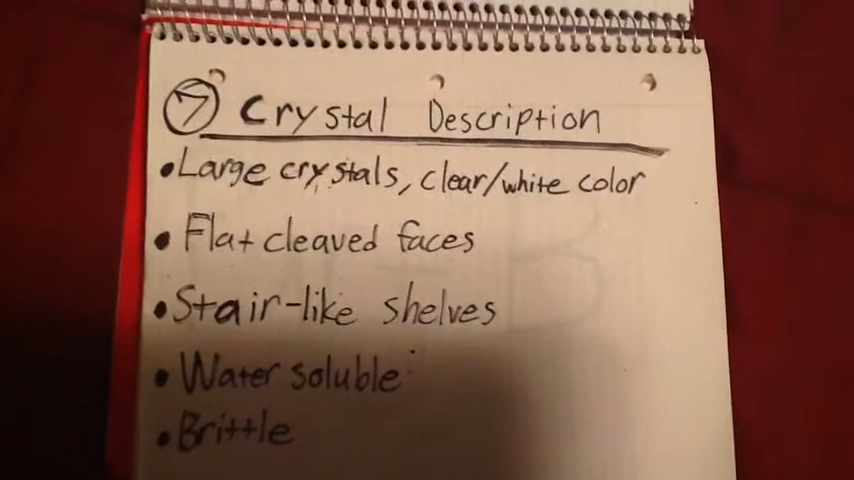 7 Crystal Description
• Large crystals, clear/white color
• Flat cleaved faces
• Stair-like shelves
• Water soluble
• Brittle